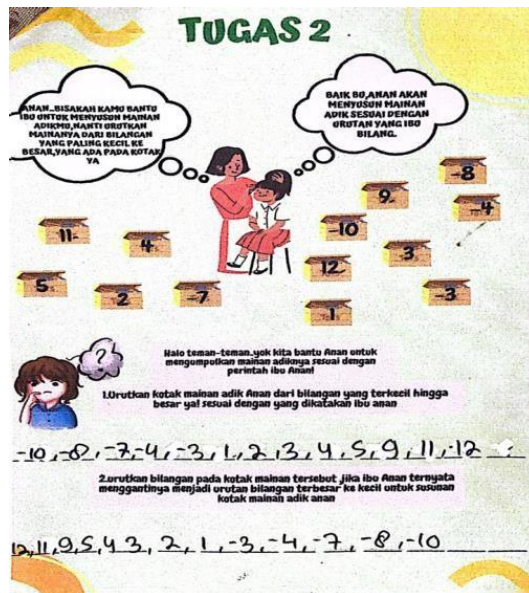 TUGAS 2
ANAN..BISAKAH KAMU BANTU
IBU UNTUK MENYUSUN MAINAN
ADIKMU,NANTI URUTKAN
MAINANYA DARI BILANGAN
YANG PALING KECIL KE
BESAR,YANG ADA PADA KOTAK
YA
BAIK BU,ANAN AKAN
MENYUSUN MAINAN
ADIK SESUAI DENGAN
URUTAN YANG IBU
BILANG.
-8
9
-4
11
4
-10
3
12
5
2
-7
1
-3
?
Halo teman-teman,yok kita bantu Anan untuk
mengumpulkan mainan adiknya sesuai dengan
perintah ibu Anan!
1.Urutkan kotak mainan adik Anan dari bilangan yang terkecil hingga
besar ya! sesuai dengan yang dikatakan ibu anan
-10, -8, -7, -4, -3, 1, 2, 3, 4, 5, 9, 11, 12
2.urutkan bilangan pada kotak mainan tersebut ,jika ibu Anan ternyata
menggantinya menjadi urutan bilangan terbesar ke kecil untuk susunan
kotak mainan adik anan
12, 11, 9, 5, 4 3, 2, 1, -3, -4, -7, -8, -10